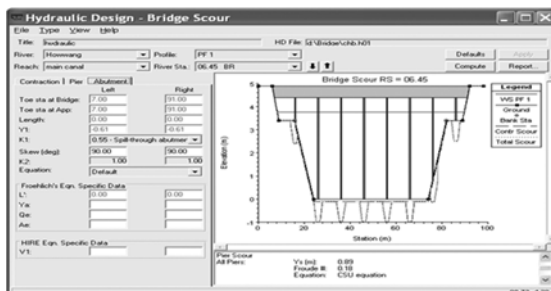 Hydraulic Design - Bridge Scour
File Type View Help
Title: hydraulic HD File: d:\Bridge\chb.h01
River: Howwang Profile: PF 1 Defaults Apply
Reach: main canal River Sta.: 06.45 BR Compute Report...
Contraction Pier Abutment
Left Right
Toe sta at Bridge: 7.00 91.00
Toe sta at App: 7.00 91.00
Length: 0.00 0.00
Y1: -0.61 -0.61
K1: 0.55 - Spill-through abutmer
Skew (deg): 90.00 90.00
K2: 1.00 1.00
Equation: Default
Froehlich's Eqn. Specific Data
L': 0.00 0.00
Ya:
Qe:
Ae:
HIRE Eqn. Specific Data
V1:
Bridge Scour RS = 06.45
Legend
WS PF 1
Ground
Bank Sta
Contr Scour
Total Scour
Elevation (m)
5
4
3
2
1
0
-1
0 20 40 60 80 100
Station (m)
Pier Scour
All Piers: Ys (m): 0.89
Froude #: 0.18
Equation: CSU equation